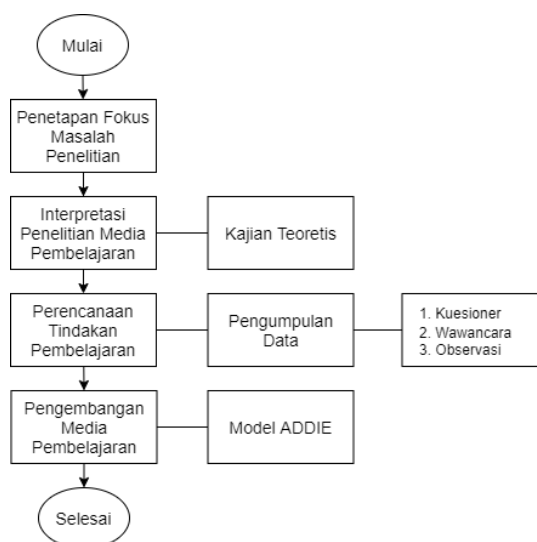 Mulai
Penetapan Fokus
Masalah
Penelitian
Interpretasi
Penelitian Media
Pembelajaran
Kajian Teoretis
Perencanaan
Tindakan
Pembelajaran
Pengumpulan
Data
1. Kuesioner
2. Wawancara
3. Observasi
Pengembangan
Media
Pembelajaran
Model ADDIE
Selesai